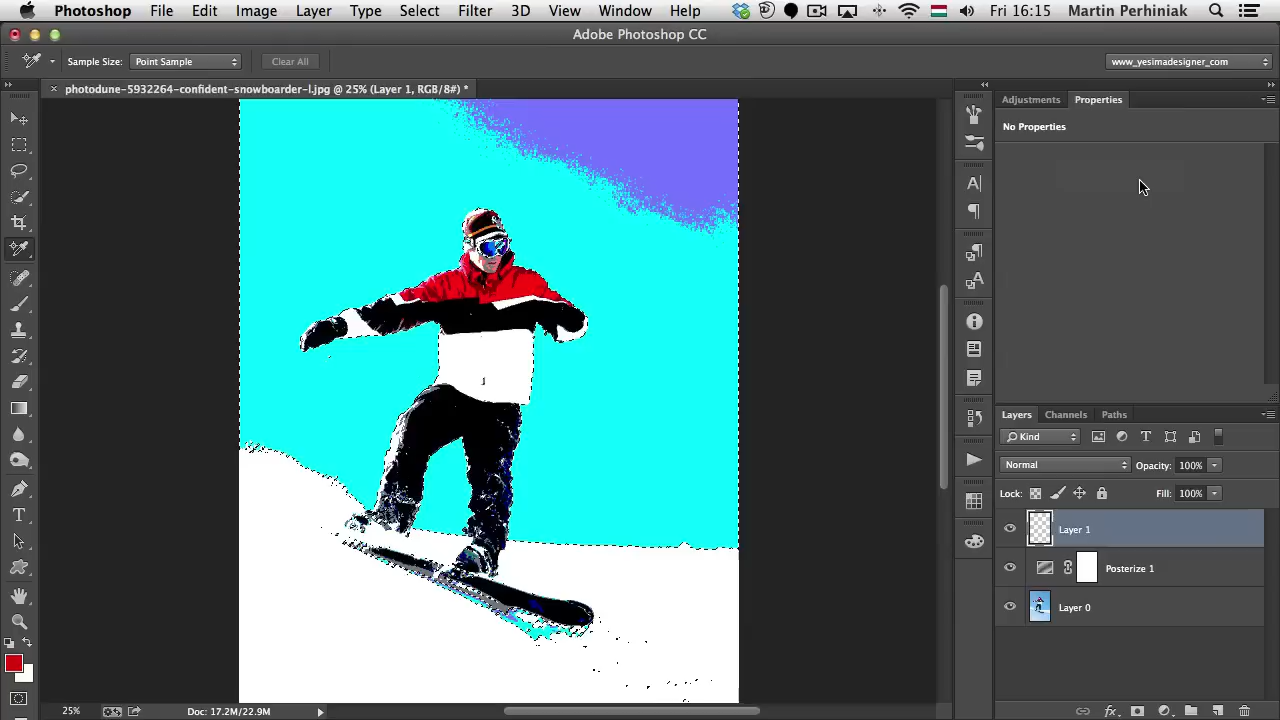 Photoshop File Edit Image Layer Type Select Filter 3D View Window Help Fri 16:15 Martin Perhiniak
Adobe Photoshop CC
Sample Size: Point Sample Clear All www_yesimadesigner_com
photodune-5932264-confident-snowboarder-l.jpg @ 25% (Layer 1, RGB/8#) *
Adjustments Properties
No Properties
Layers Channels Paths
Kind
Normal Opacity: 100%
Lock: Fill: 100%
Layer 1
Posterize 1
Layer 0
25% Doc: 17.2M/22.9M